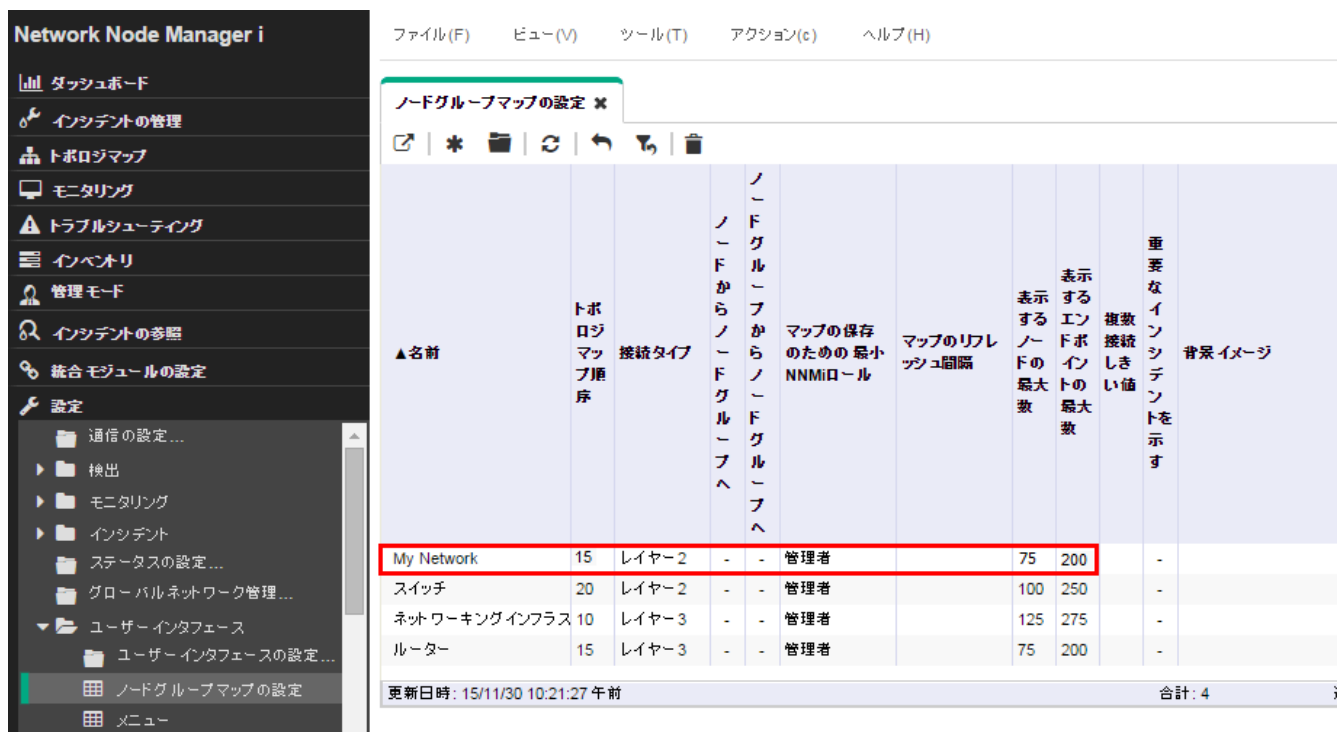 Network Node Manager i
ファイル(F) ビュー(V) ツール(T) アクション(c) ヘルプ(H)
ダッシュボード
インシデントの管理
トポロジマップ
モニタリング
トラブルシューティング
インベントリ
管理モード
インシデントの参照
統合モジュールの設定
設定
通信の設定...
検出
モニタリング
インシデント
ステータスの設定...
グローバルネットワーク管理...
ユーザーインタフェース
ユーザーインタフェースの設定...
ノードグループマップの設定
メニュー
ノードグループマップの設定 ✖
▲名前
トポロジマップ順序
接続タイプ
ノードからノードグループへ
ノードグループからノードグループへ
マップの保存のための最小NNMiロール
マップのリフレッシュ間隔
表示するノードの最大数
表示するエンドポイントの最大数
複数接続しきい値
重要なインシデントを示す
背景イメージ
My Network 15 レイヤー2 - - 管理者 75 200 -
スイッチ 20 レイヤー2 - - 管理者 100 250 -
ネットワーキングインフラス 10 レイヤー3 - - 管理者 125 275 -
ルーター 15 レイヤー3 - - 管理者 75 200 -
更新日時: 15/11/30 10:21:27 午前 合計: 4